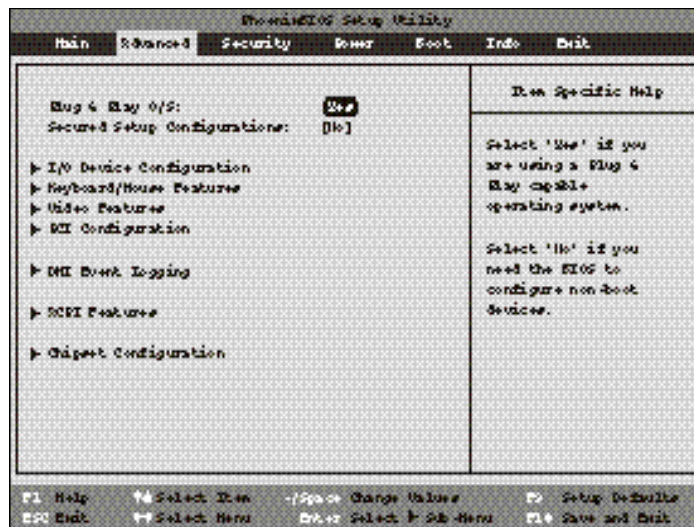 PhoenixBIOS Setup Utility
Main Advanced Security Power Boot Info Exit
Item Specific Help
Plug & Play O/S: [Yes]
Secured Setup Configurations: [No]
I/O Device Configuration
Keyboard/Mouse Features
Video Features
PCI Configuration
DMI Event Logging
ACPI Features
Chipset Configuration
Select 'Yes' if you
are using a Plug &
Play capable
operating system.
Select 'No' if you
need the BIOS to
configure non-boot
devices.
F1 Help ↑↓ Select Item -/Space Change Values F9 Setup Defaults
ESC Exit ←→ Select Menu Enter Select ▶ Sub-Menu F10 Save and Exit